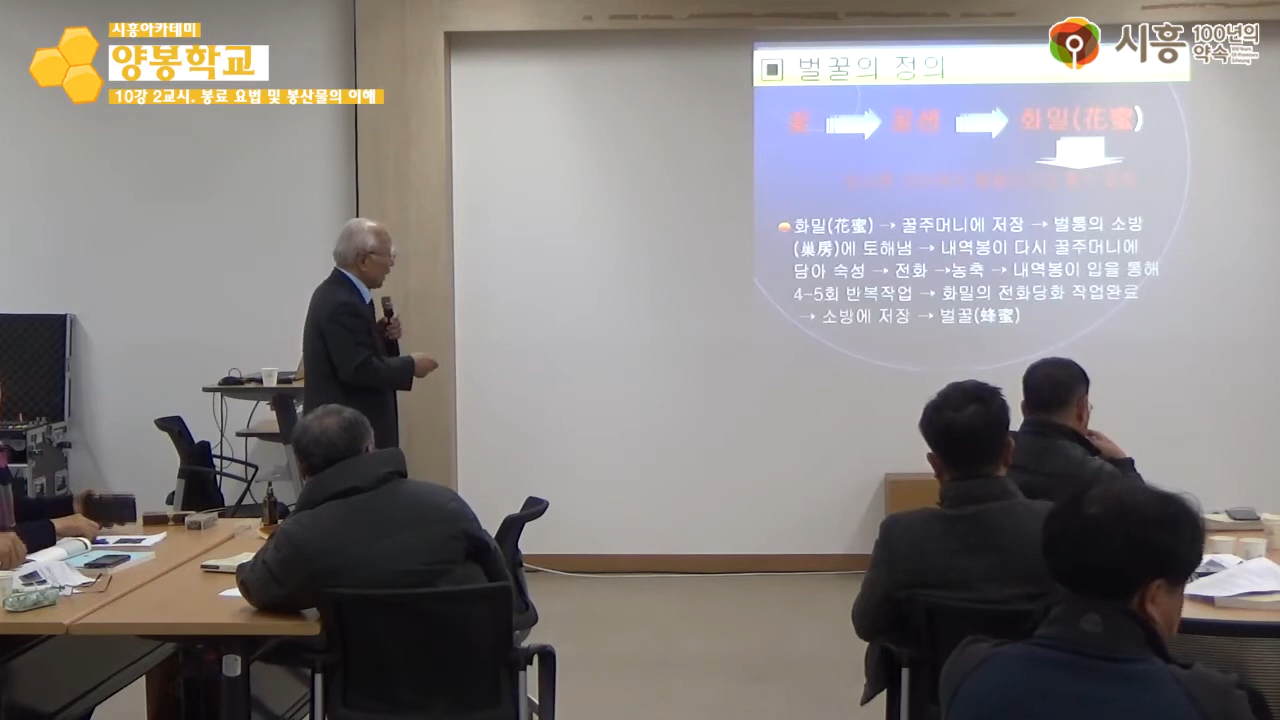 시흥아카데미
양봉학교
10강 2교시. 봉료 요법 및 봉산물의 이해
시흥 100년의 약속
벌꿀의 정의
꽃 꿀샘 화밀(花蜜)
화밀(花蜜) → 꿀주머니에 저장 → 벌통의 소방
(巢房)에 토해냄 → 내역봉이 다시 꿀주머니에
담아 숙성 → 전화 →농축 → 내역봉이 입을 통해
4-5회 반복작업 → 화밀의 전화당화 작업완료
→ 소방에 저장 → 벌꿀(蜂蜜)